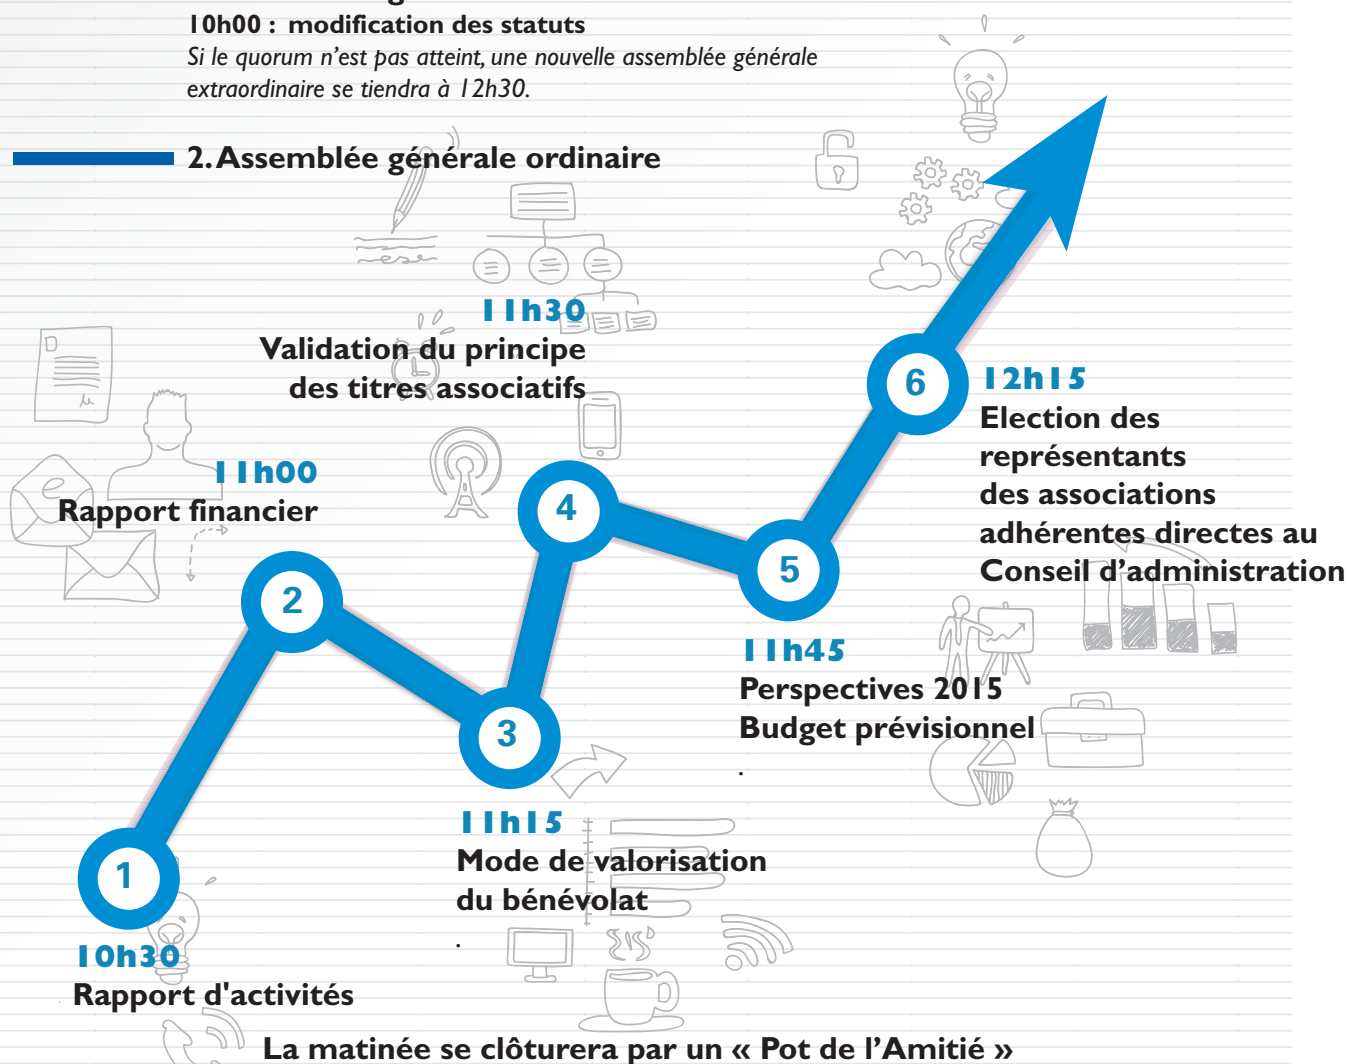 10h00 : modification des statuts
Si le quorum n’est pas atteint, une nouvelle assemblée générale
extraordinaire se tiendra à 12h30.
2. Assemblée générale ordinaire
11h30
Validation du principe
des titres associatifs
6
12h15
Election des
représentants
des associations
adhérentes directes au
Conseil d’administration
11h00
Rapport financier
4
5
2
11h45
Perspectives 2015
Budget prévisionnel
.
3
11h15
Mode de valorisation
du bénévolat
.
1
10h30
Rapport d'activités
La matinée se clôturera par un « Pot de l’Amitié »